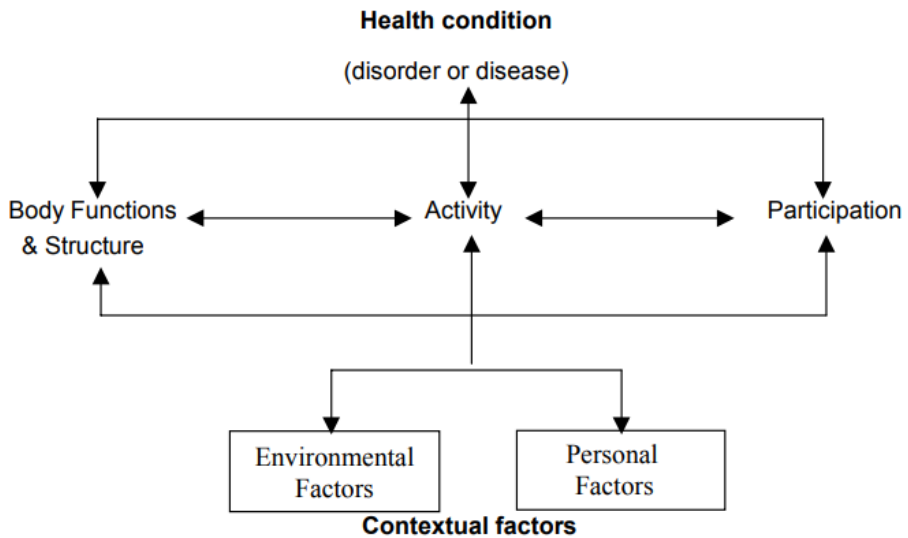 Health condition
(disorder or disease)
Body Functions
& Structure
Activity
Participation
Environmental
Factors
Personal
Factors
Contextual factors